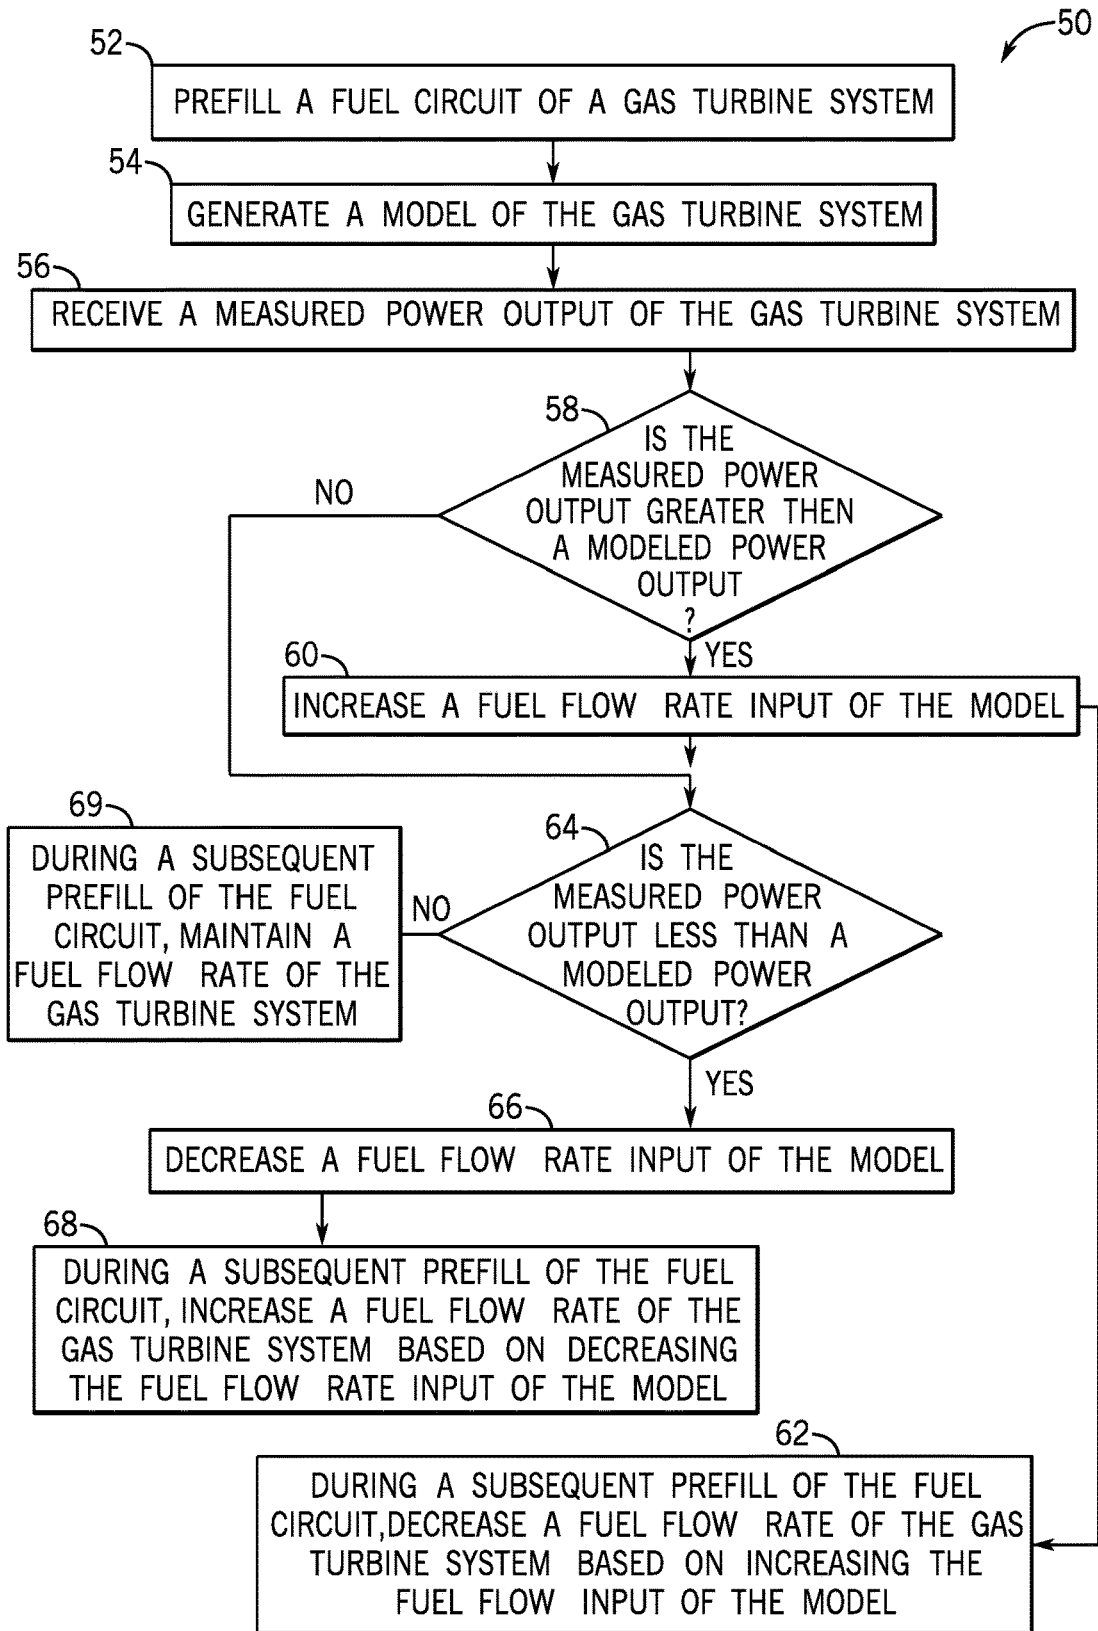 50
52
PREFILL A FUEL CIRCUIT OF A GAS TURBINE SYSTEM
54
GENERATE A MODEL OF THE GAS TURBINE SYSTEM
56
RECEIVE A MEASURED POWER OUTPUT OF THE GAS TURBINE SYSTEM
58
IS THE
MEASURED POWER
OUTPUT GREATER THEN
A MODELED POWER
OUTPUT
?
NO
YES
60
INCREASE A FUEL FLOW RATE INPUT OF THE MODEL
64
IS THE
MEASURED POWER
OUTPUT LESS THAN A
MODELED POWER
OUTPUT?
NO
69
DURING A SUBSEQUENT
PREFILL OF THE FUEL
CIRCUIT, MAINTAIN A
FUEL FLOW RATE OF THE
GAS TURBINE SYSTEM
YES
66
DECREASE A FUEL FLOW RATE INPUT OF THE MODEL
68
DURING A SUBSEQUENT PREFILL OF THE FUEL
CIRCUIT, INCREASE A FUEL FLOW RATE OF THE
GAS TURBINE SYSTEM BASED ON DECREASING
THE FUEL FLOW RATE INPUT OF THE MODEL
62
DURING A SUBSEQUENT PREFILL OF THE FUEL
CIRCUIT,DECREASE A FUEL FLOW RATE OF THE GAS
TURBINE SYSTEM BASED ON INCREASING THE
FUEL FLOW INPUT OF THE MODEL